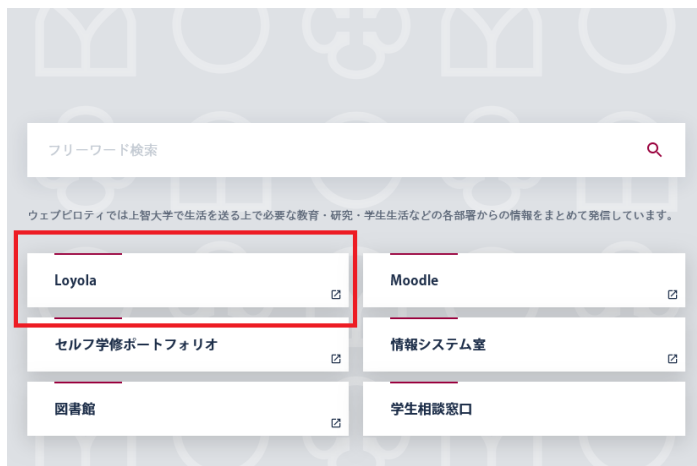 フリーワード検索
ウェブピロティでは上智大学で生活を送る上で必要な教育・研究・学生生活などの各部署からの情報をまとめて発信しています。
Loyola
Moodle
セルフ学修ポートフォリオ
情報システム室
図書館
学生相談窓口